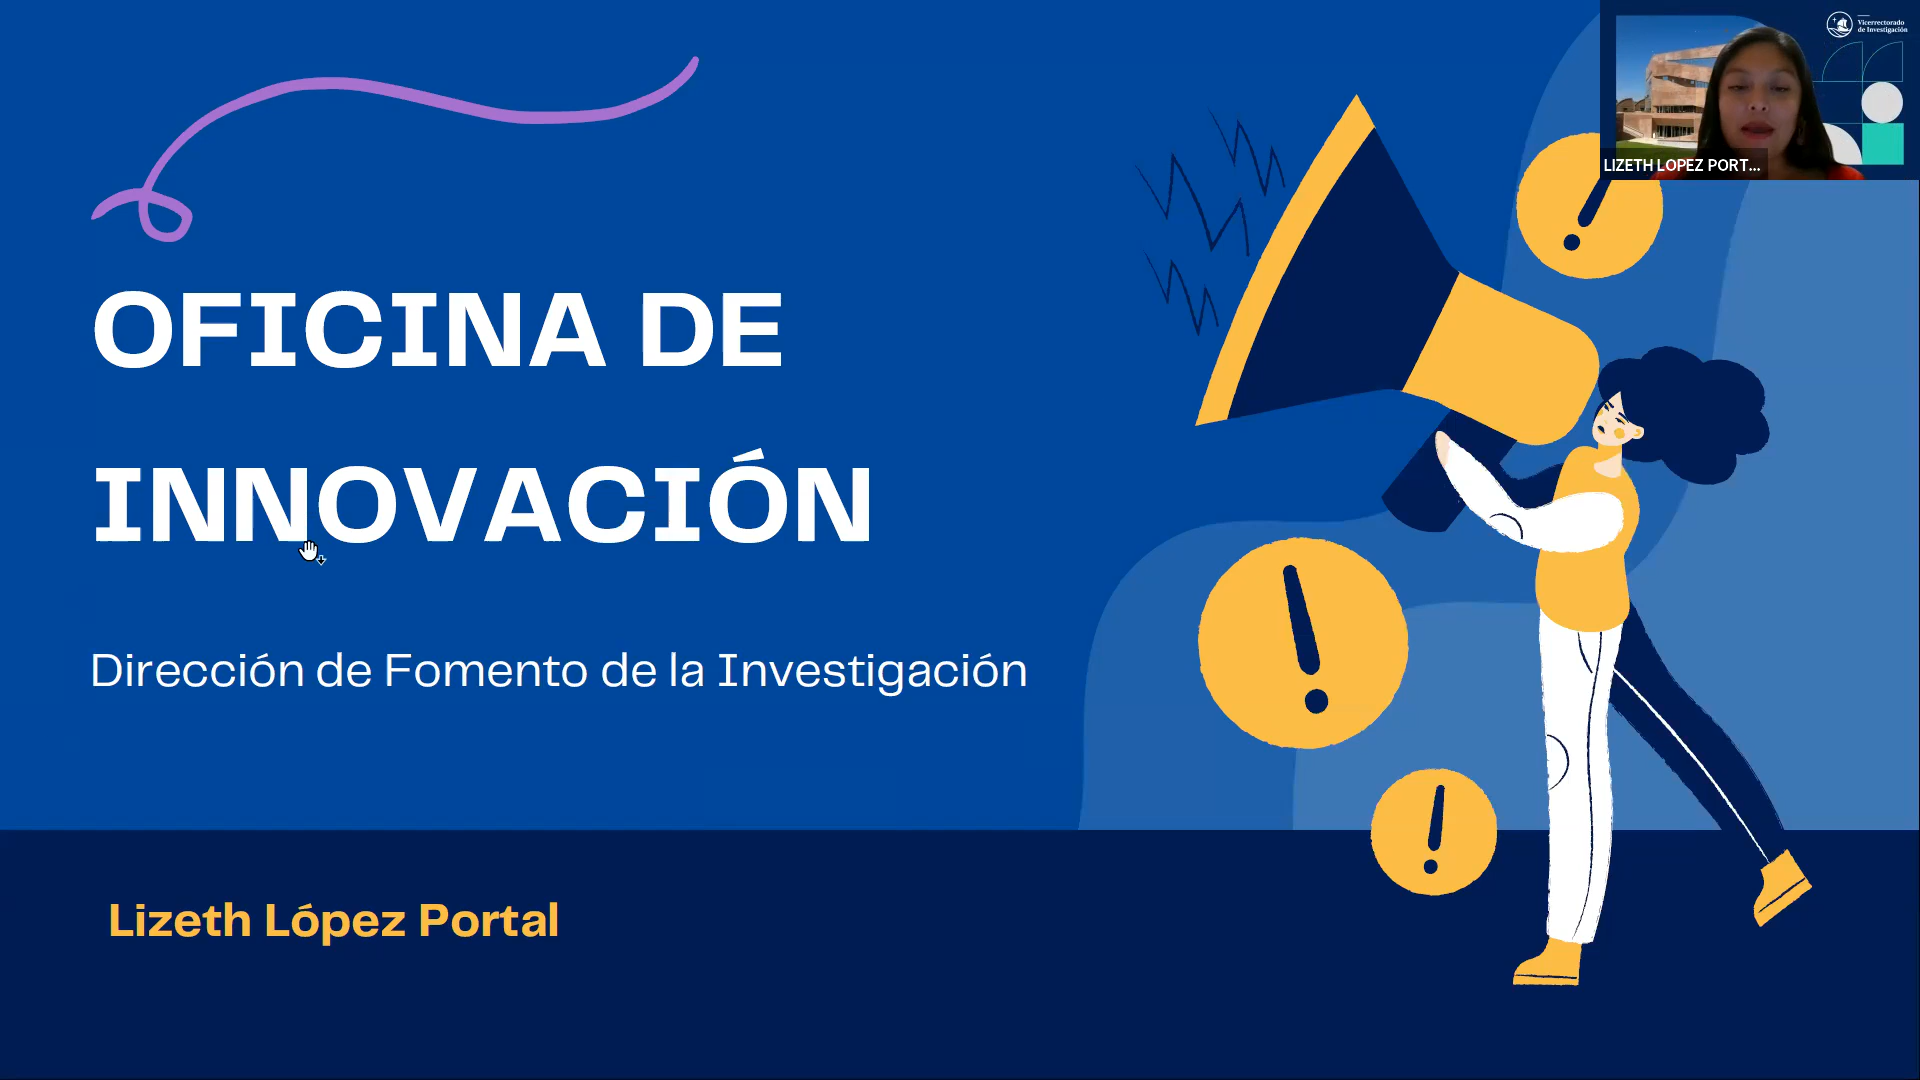 Vicerrectorado
de Investigación
LIZETH LOPEZ PORT...
OFICINA DE
INNOVACIÓN
Dirección de Fomento de la Investigación
Lizeth López Portal